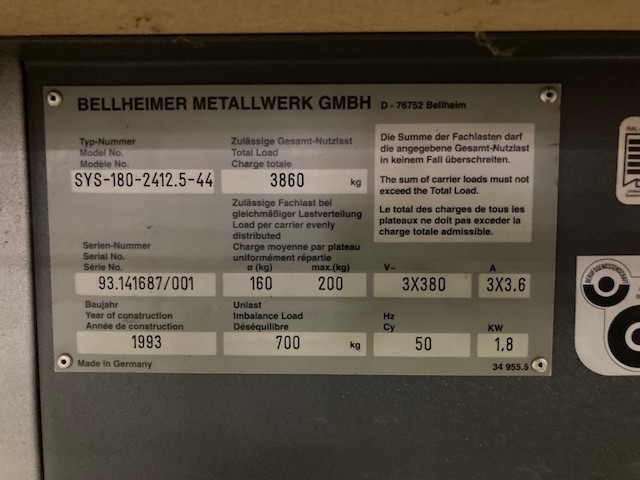 BELLHEIMER METALLWERK GMBH D - 76752 Bellheim
Typ-Nummer
Model No.
Modèle No.
SYS-180-2412.5-44
Zulässige Gesamt-Nutzlast
Total Load
Charge totale
3860 kg
Die Summe der Fachlasten darf
die angegebene Gesamt-Nutzlast
in keinem Fall überschreiten.
The sum of carrier loads must not
exceed the Total Load.
Le total des charges de tous les
plateaux ne doit pas exceder la
charge totale admissible.
Zulässige Fachlast bei
gleichmäßiger Lastverteilung
Load per carrier evenly
distributed
Charge moyenne par plateau
uniformément répartie
ø (kg) max.(kg)
160 200
Serien-Nummer
Serial No.
Série No.
93.141687/001
V~
3X380
A
3X3.6
Baujahr
Year of construction
Année de construction
1993
Unlast
Imbalance Load
Déséquilibre
700 kg
Hz
Cy
50
KW
1,8
Made in Germany
34 955.5
RAL